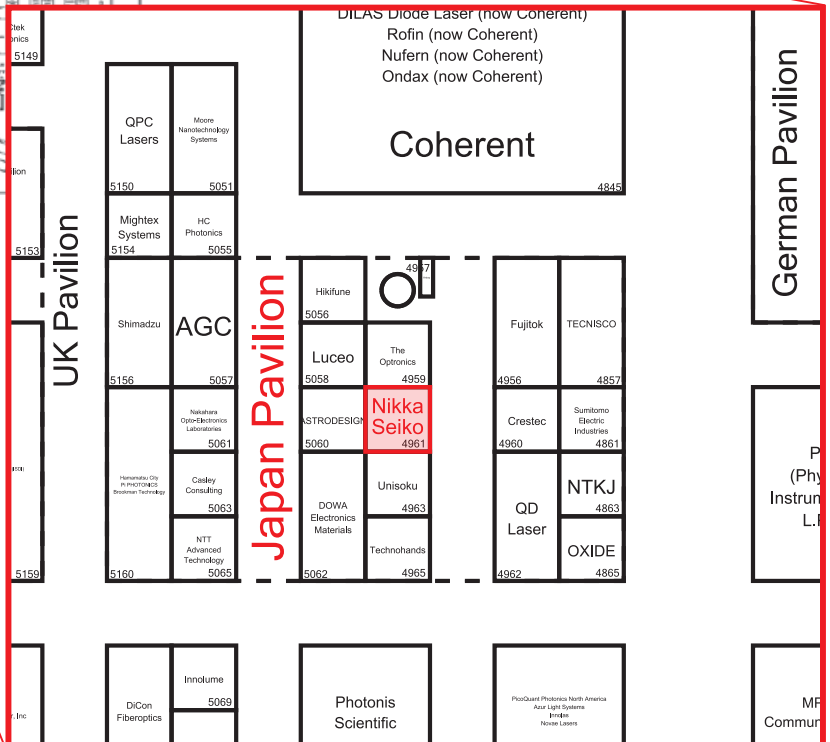 DILAS Diode Laser (now Coherent)
Rofin (now Coherent)
Nufern (now Coherent)
Ondax (now Coherent)
Coherent
4845
German Pavilion
5149
5153
5159
UK Pavilion
QPC
Lasers
5150
Moore
Nanotechnology
Systems
5051
Mightex
Systems
5154
HC
Photonics
5055
Shimadzu
5156
AGC
5057
Nakahara
Opto-Electronics
Laboratories
5061
Hamamatsu City
Pi PHOTONICS
Brookman Technology
5160
Casley
Consulting
5063
NTT
Advanced
Technology
5065
Japan Pavilion
Hikifune
5056
4957
Luceo
5058
The
Optronics
4959
ASTRODESIGN
5060
Nikka
Seiko
4961
DOWA
Electronics
Materials
5062
Unisoku
4963
Technohands
4965
Fujitok
4956
TECNISCO
4857
Crestec
4960
Sumitomo
Electric
Industries
4861
QD
Laser
4962
NTKJ
4863
OXIDE
4865
P
(Phy
Instrum
DiCon
Fiberoptics
Innolume
5069
Photonis
Scientific
PicoQuant Photonics North America
Azur Light Systems
Innolas
Novae Lasers
Commun